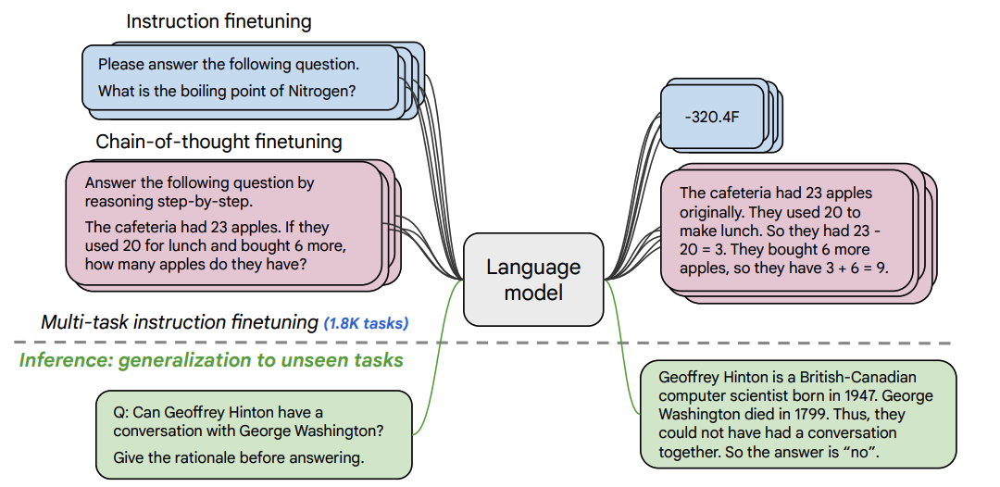 Instruction finetuning
Please answer the following question.
What is the boiling point of Nitrogen?
-320.4F
Chain-of-thought finetuning
Answer the following question by
reasoning step-by-step.
The cafeteria had 23 apples. If they
used 20 for lunch and bought 6 more,
how many apples do they have?
The cafeteria had 23 apples
originally. They used 20 to
make lunch. So they had 23 -
20 = 3. They bought 6 more
apples, so they have 3 + 6 = 9.
Language
model
Multi-task instruction finetuning (1.8K tasks)
Inference: generalization to unseen tasks
Q: Can Geoffrey Hinton have a
conversation with George Washington?
Give the rationale before answering.
Geoffrey Hinton is a British-Canadian
computer scientist born in 1947. George
Washington died in 1799. Thus, they
could not have had a conversation
together. So the answer is “no”.